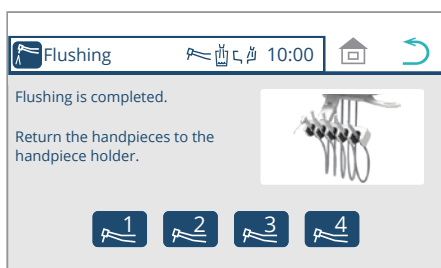 Flushing 10:00
Flushing is completed.
Return the handpieces to the
handpiece holder.
1 2 3 4